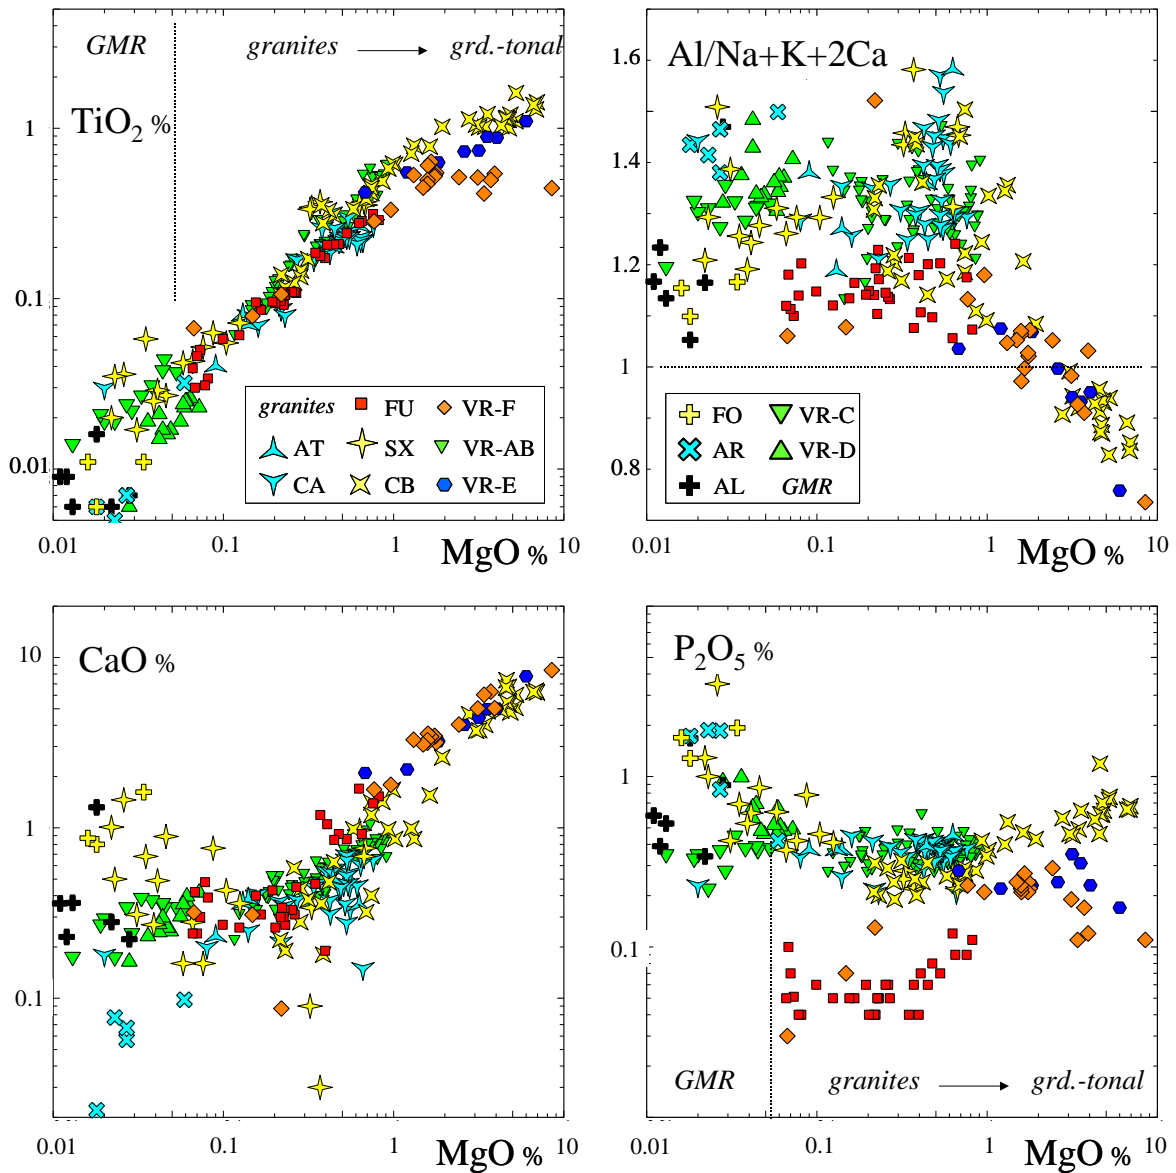 GMR granites grd.-tonal
TiO2 %
1
0.1
0.01
granites FU VR-F
AT SX VR-AB
CA CB VR-E
0.01 0.1 1 10
MgO %
Al/Na+K+2Ca
1.6
1.4
1.2
1
0.8
FO VR-C
AR VR-D
AL GMR
0.01 0.1 1 10
MgO %
CaO %
10
1
0.1
0.01 0.1 1 10
MgO %
P2O5 %
1
0.1
GMR granites grd.-tonal
0.01 0.1 1 10
MgO %